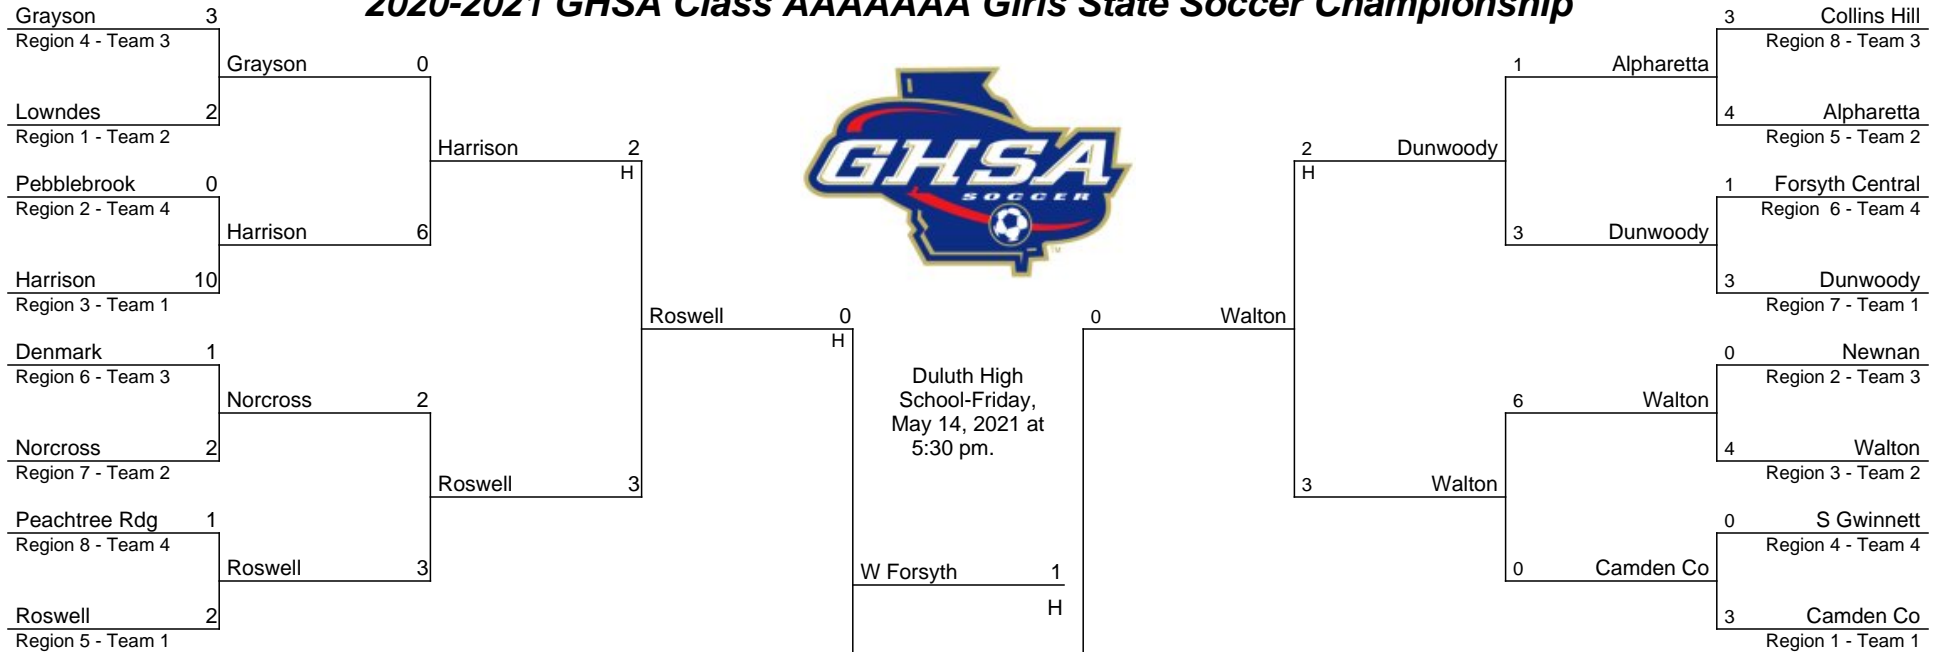 2020-2021 GHSA Class AAAAAAA Girls State Soccer Championship
Grayson 3
Region 4 - Team 3
Grayson 0
Lowndes 2
Region 1 - Team 2
Harrison 2
H
Pebblebrook 0
Region 2 - Team 4
Harrison 6
Harrison 10
Region 3 - Team 1
Roswell 0
H
Denmark 1
Region 6 - Team 3
Norcross 2
Norcross 2
Region 7 - Team 2
Roswell 3
Peachtree Rdg 1
Region 8 - Team 4
Roswell 3
Roswell 2
Region 5 - Team 1
GHSA
SOCCER
TM
Duluth High
School-Friday,
May 14, 2021 at
5:30 pm.
W Forsyth 1
H
3 Collins Hill
Region 8 - Team 3
1 Alpharetta
4 Alpharetta
Region 5 - Team 2
2 Dunwoody
H
1 Forsyth Central
Region 6 - Team 4
3 Dunwoody
3 Dunwoody
Region 7 - Team 1
0 Walton
0 Newnan
Region 2 - Team 3
6 Walton
4 Walton
Region 3 - Team 2
3 Walton
0 S Gwinnett
Region 4 - Team 4
0 Camden Co
3 Camden Co
Region 1 - Team 1